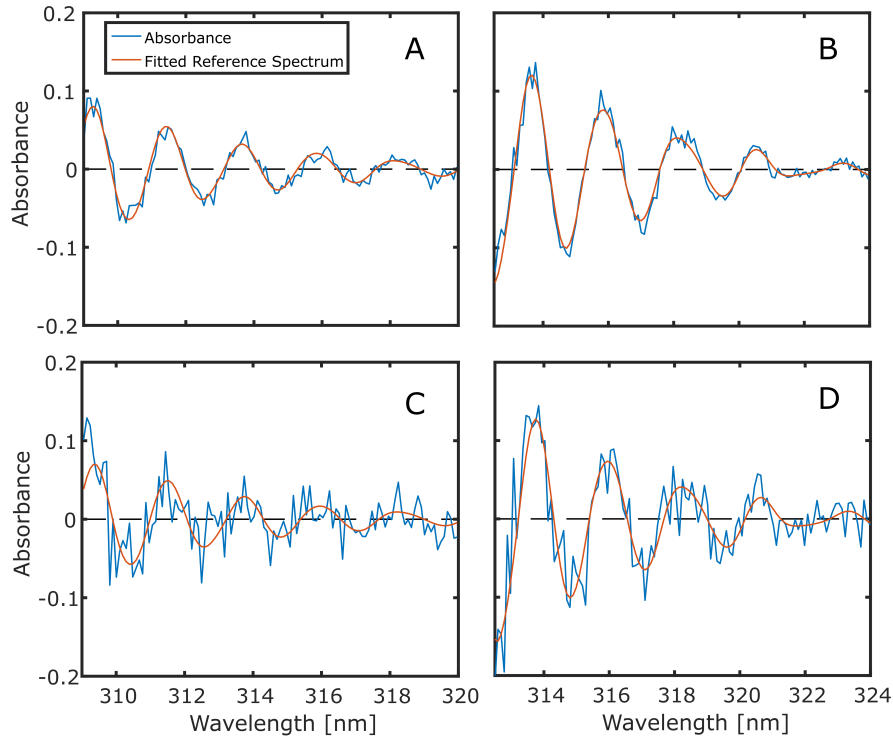 0.2
0.1
0
-0.1
-0.2
Absorbance
Absorbance
Fitted Reference Spectrum
A
B
0.2
0.1
0
-0.1
-0.2
Absorbance
C
D
310 312 314 316 318 320
Wavelength [nm]
314 316 318 320 322 324
Wavelength [nm]